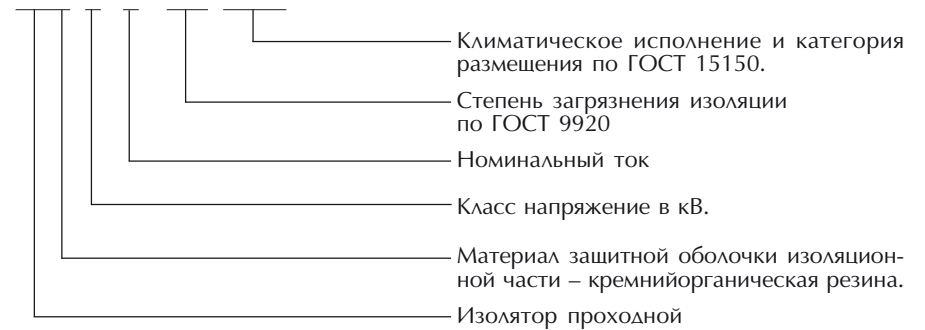 Климатическое исполнение и категория
размещения по ГОСТ 15150.
Степень загрязнения изоляции
по ГОСТ 9920
Номинальный ток
Класс напряжение в кВ.
Материал защитной оболочки изоляцион-
ной части – кремнийорганическая резина.
Изолятор проходной